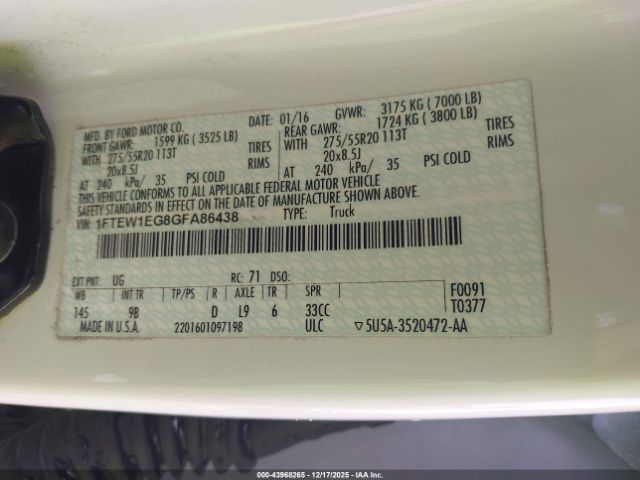 MFD. BY FORD MOTOR CO. DATE: 01/16 GVWR: 3175 KG ( 7000 LB)
FRONT GAWR: 1599 KG ( 3525 LB) REAR GAWR: 1724 KG ( 3800 LB)
WITH 275/55R20 113T TIRES WITH 275/55R20 113T TIRES
20x8.5J RIMS 20x8.5J RIMS
AT 240 kPa/ 35 PSI COLD AT 240 kPa/ 35 PSI COLD
THIS VEHICLE CONFORMS TO ALL APPLICABLE FEDERAL MOTOR VEHICLE
SAFETY STANDARDS IN EFFECT ON THE DATE OF MANUFACTURE SHOWN ABOVE.
VIN: 1FTEW1EG8GFA86438 TYPE: Truck
EXT PNT: UG RC: 71 DSO:
WB INT TR TP/PS R AXLE TR SPR F0091
145 9B D L9 6 33CC T0377
MADE IN U.S.A. 2201601097198 ULC ▽5U5A-3520472-AA
000-43968265 - 12/17/2025 - IAAI.com